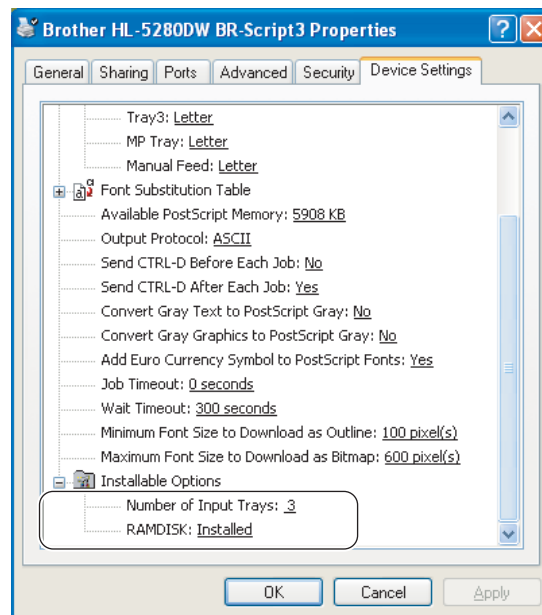 Brother HL-5280DW BR-Script3 Properties
General Sharing Ports Advanced Security Device Settings
Tray3: Letter
MP Tray: Letter
Manual Feed: Letter
Font Substitution Table
Available PostScript Memory: 5908 KB
Output Protocol: ASCII
Send CTRL-D Before Each Job: No
Send CTRL-D After Each Job: Yes
Convert Gray Text to PostScript Gray: No
Convert Gray Graphics to PostScript Gray: No
Add Euro Currency Symbol to PostScript Fonts: Yes
Job Timeout: 0 seconds
Wait Timeout: 300 seconds
Minimum Font Size to Download as Outline: 100 pixel(s)
Maximum Font Size to Download as Bitmap: 600 pixel(s)
Installable Options
Number of Input Trays: 3
RAMDISK: Installed
OK Cancel Apply